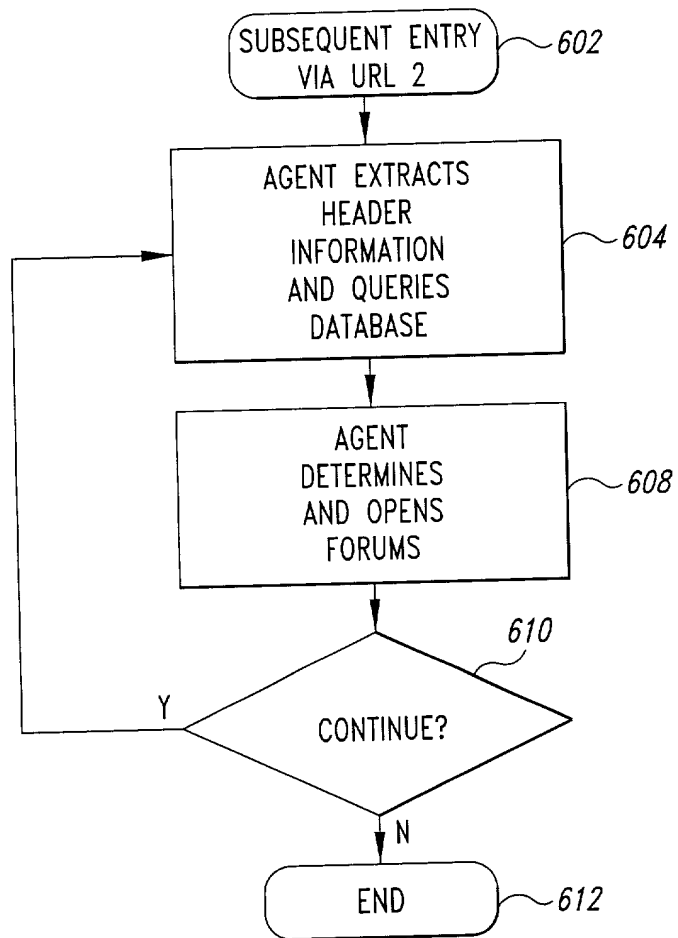 SUBSEQUENT ENTRY
VIA URL 2
602
AGENT EXTRACTS
HEADER
INFORMATION
AND QUERIES
DATABASE
604
AGENT
DETERMINES
AND OPENS
FORUMS
608
610
Y
CONTINUE?
N
END
612